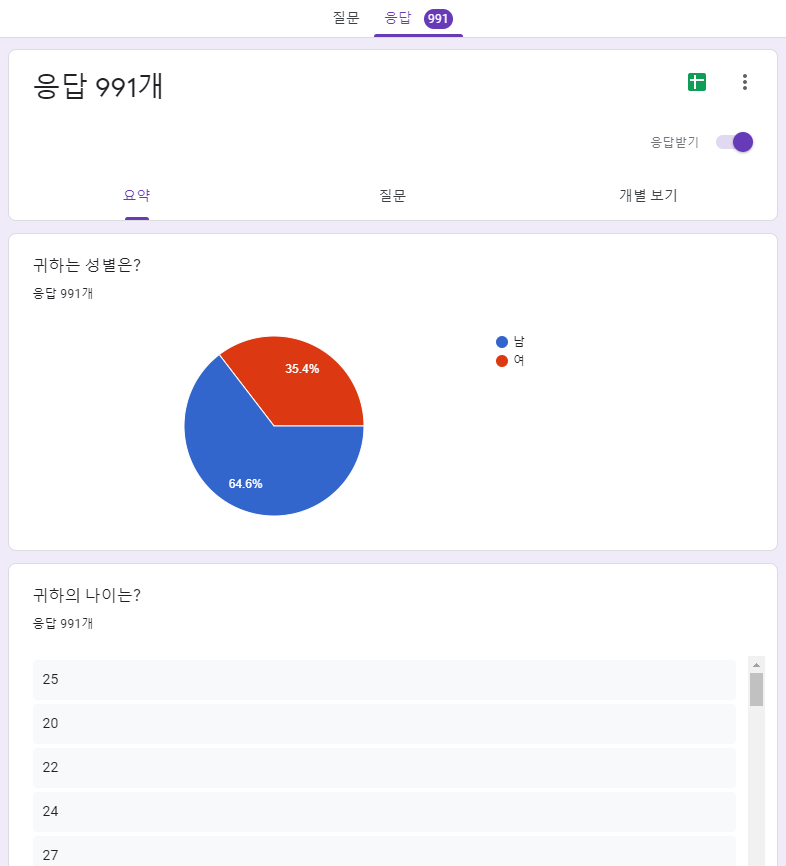 질문 응답 991
응답 991개
응답받기
요약 질문 개별 보기
귀하는 성별은?
응답 991개
남
여
35.4%
64.6%
귀하의 나이는?
응답 991개
25
20
22
24
27